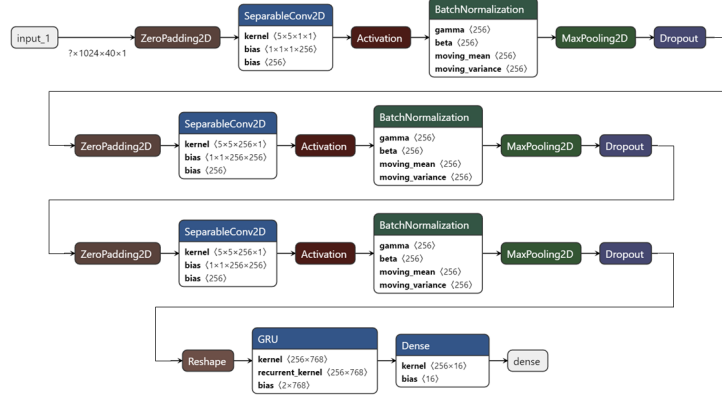 input_1
?×1024×40×1
ZeroPadding2D
SeparableConv2D
kernel ⟨5×5×1×1⟩
bias ⟨1×1×1×256⟩
bias ⟨256⟩
Activation
BatchNormalization
gamma ⟨256⟩
beta ⟨256⟩
moving_mean ⟨256⟩
moving_variance ⟨256⟩
MaxPooling2D
Dropout
ZeroPadding2D
SeparableConv2D
kernel ⟨5×5×256×1⟩
bias ⟨1×1×256×256⟩
bias ⟨256⟩
Activation
BatchNormalization
gamma ⟨256⟩
beta ⟨256⟩
moving_mean ⟨256⟩
moving_variance ⟨256⟩
MaxPooling2D
Dropout
ZeroPadding2D
SeparableConv2D
kernel ⟨5×5×256×1⟩
bias ⟨1×1×256×256⟩
bias ⟨256⟩
Activation
BatchNormalization
gamma ⟨256⟩
beta ⟨256⟩
moving_mean ⟨256⟩
moving_variance ⟨256⟩
MaxPooling2D
Dropout
Reshape
GRU
kernel ⟨256×768⟩
recurrent_kernel ⟨256×768⟩
bias ⟨2×768⟩
Dense
kernel ⟨256×16⟩
bias ⟨16⟩
dense